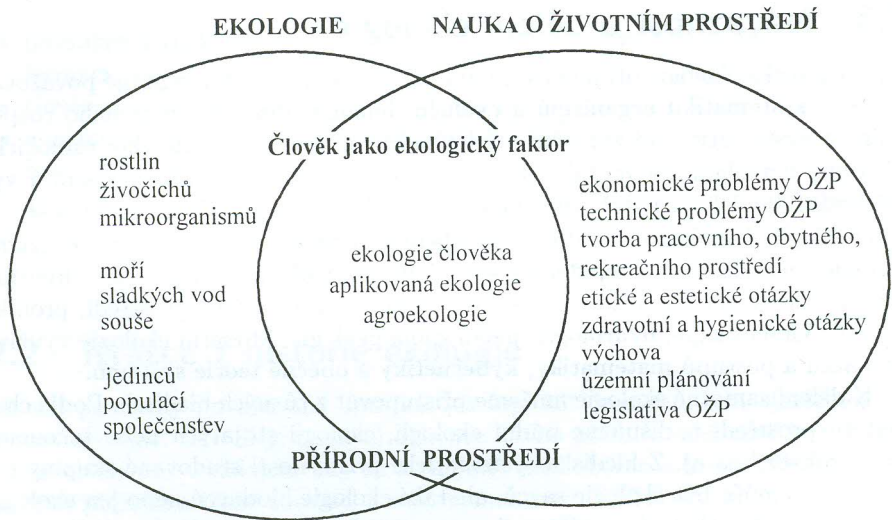 EKOLOGIE
NAUKA O ŽIVOTNÍM PROSTŘEDÍ
Člověk jako ekologický faktor
rostlin
živočichů
mikroorganismů
moří
sladkých vod
souše
jedinců
populací
společenstev
ekologie člověka
aplikovaná ekologie
agroekologie
ekonomické problémy OŽP
technické problémy OŽP
tvorba pracovního, obytného,
rekreačního prostředí
etické a estetické otázky
zdravotní a hygienické otázky
výchova
územní plánování
legislativa OŽP
PŘÍRODNÍ PROSTŘEDÍ